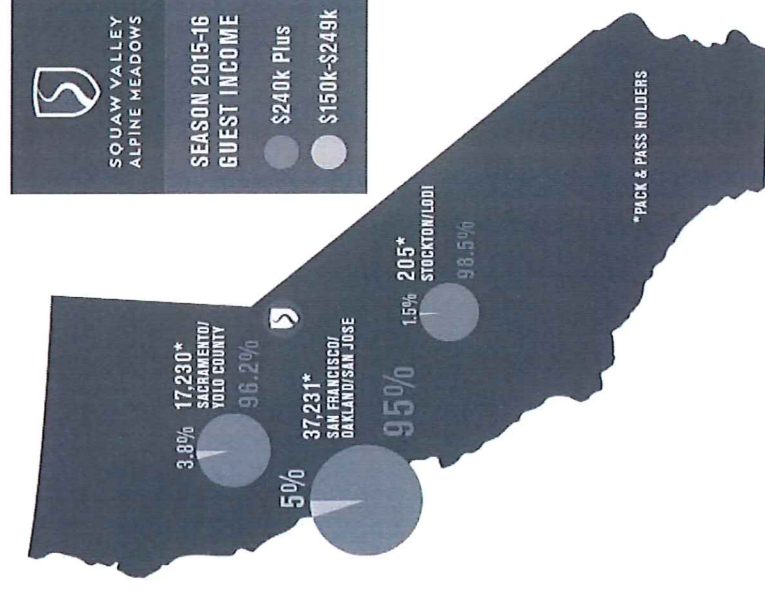 SQUAW VALLEY
ALPINE MEADOWS
SEASON 2015-16
GUEST INCOME
$240k Plus
$150k-$249k
3.8%
17,230*
SACRAMENTO/
YOLO COUNTY
96.2%
5%
37,231*
SAN FRANCISCO/
OAKLAND/SAN JOSE
95%
1.5%
205*
STOCKTON/LODI
98.5%
*PACK & PASS HOLDERS